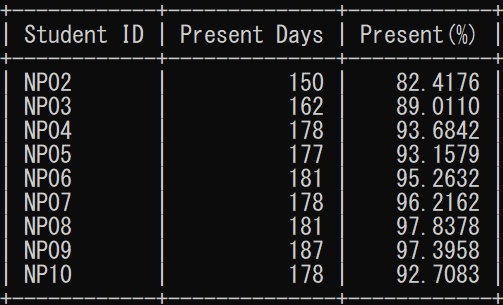 Student ID Present Days Present(%)
NP02 150 82.4176
NP03 162 89.0110
NP04 178 93.6842
NP05 177 93.1579
NP06 181 95.2632
NP07 178 96.2162
NP08 181 97.8378
NP09 187 97.3958
NP10 178 92.7083